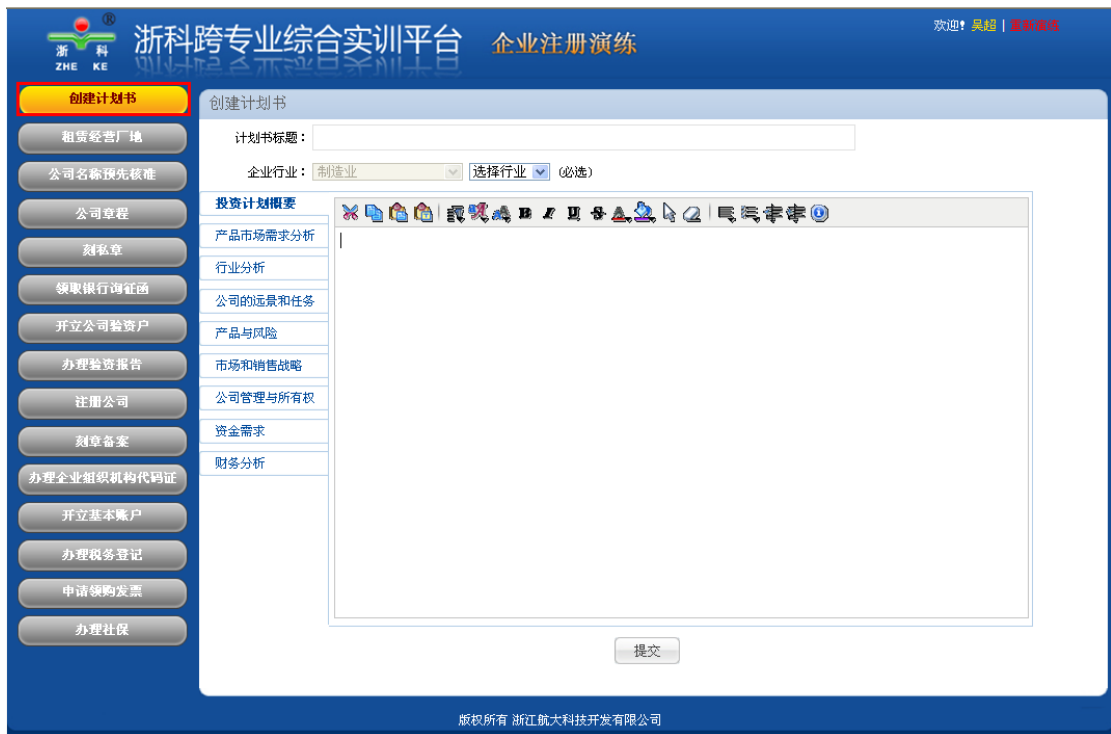 浙 科
ZHE KE
®
浙科跨专业综合实训平台 企业注册演练
欢迎! 吴超 |
创建计划书
租赁经营厂地
公司名称预先核准
公司章程
刻私章
领取银行询征函
开立公司验资户
办理验资报告
注册公司
刻章备案
办理企业组织机构代码证
开立基本账户
办理税务登记
申请领购发票
办理社保
创建计划书
计划书标题：
企业行业： 制造业 选择行业 (必选)
投资计划概要
产品市场需求分析
行业分析
公司的远景和任务
产品与风险
市场和销售战略
公司管理与所有权
资金需求
财务分析
提交
版权所有 浙江航大科技开发有限公司